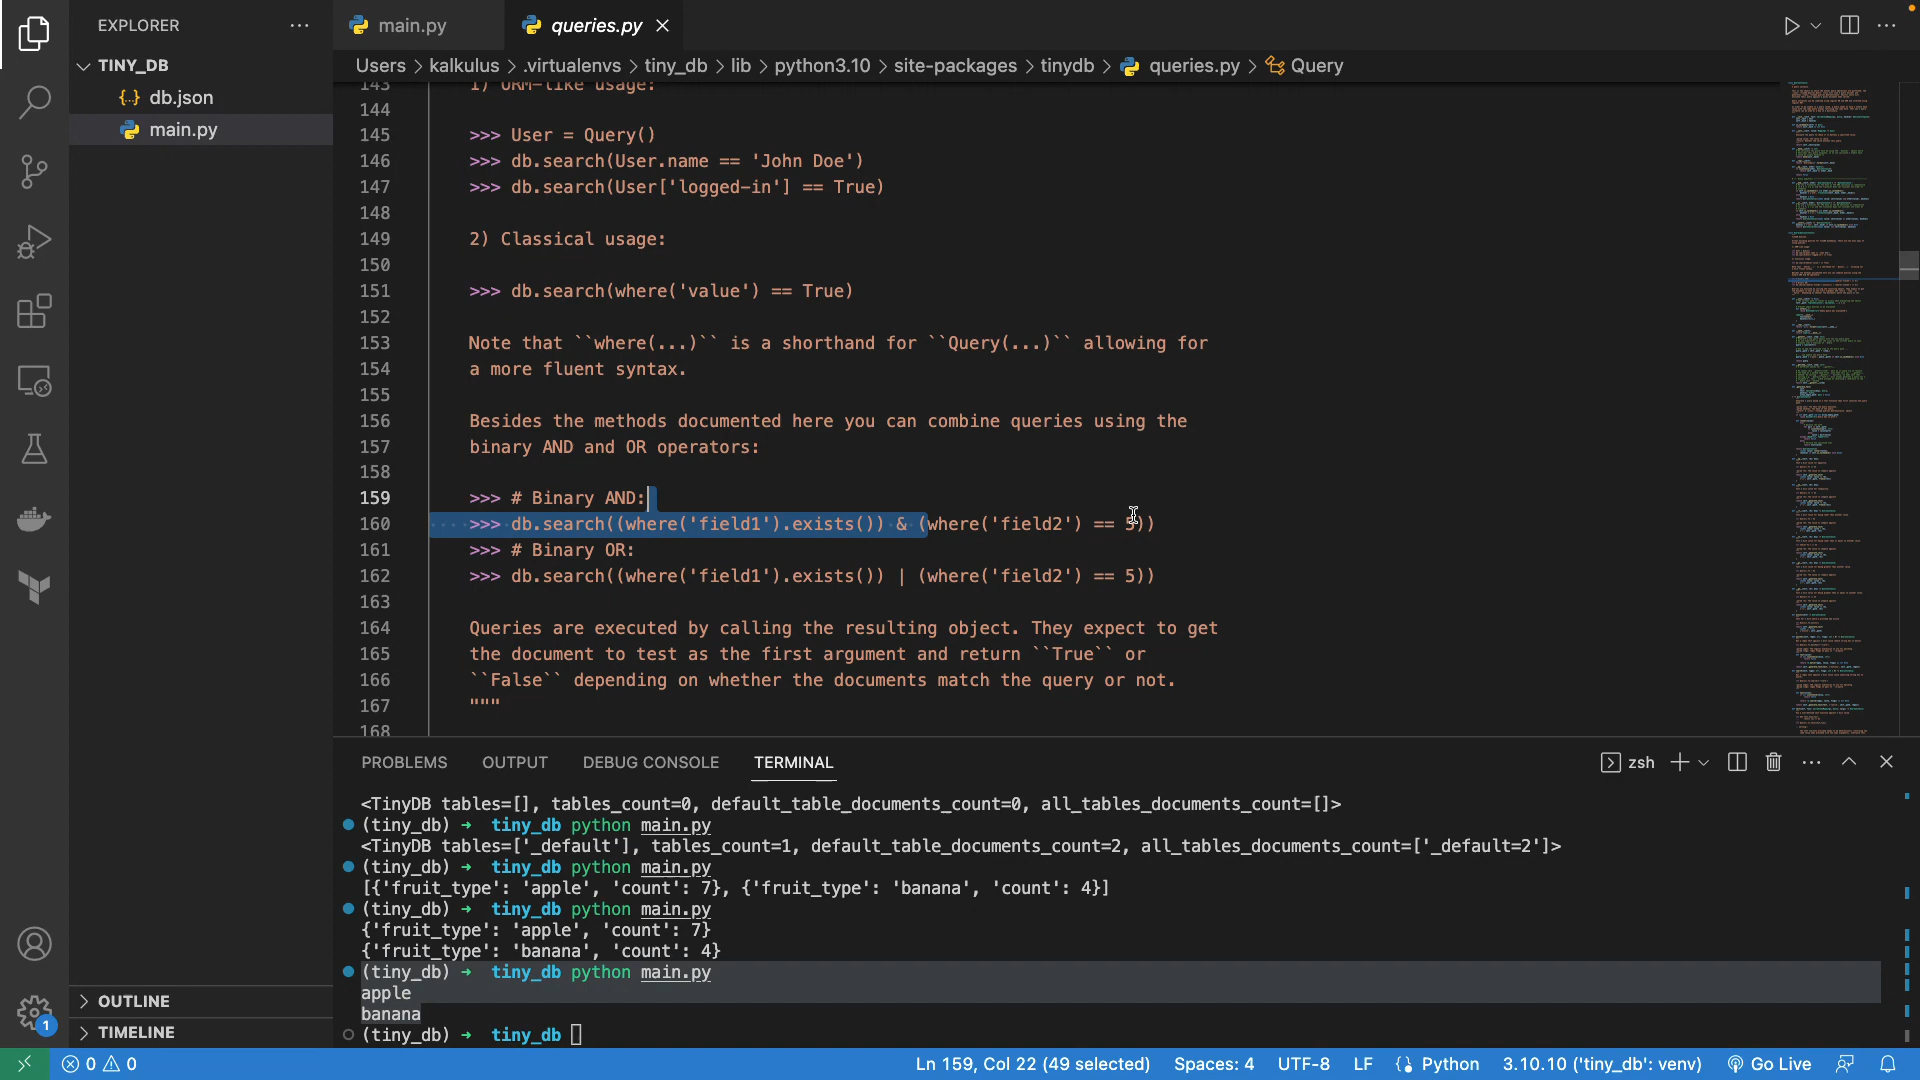 EXPLORER
main.py
queries.py
TINY_DB
db.json
main.py
Users > kalkulus > .virtualenvs > tiny_db > lib > python3.10 > site-packages > tinydb > queries.py > Query
143 1) ORM-like usage:
144
145 >>> User = Query()
146 >>> db.search(User.name == 'John Doe')
147 >>> db.search(User['logged-in'] == True)
148
149 2) Classical usage:
150
151 >>> db.search(where('value') == True)
152
153 Note that ``where(...)`` is a shorthand for ``Query(...)`` allowing for
154 a more fluent syntax.
155
156 Besides the methods documented here you can combine queries using the
157 binary AND and OR operators:
158
159 >>> # Binary AND:
160 >>> db.search((where('field1').exists()) & (where('field2') == 5))
161 >>> # Binary OR:
162 >>> db.search((where('field1').exists()) | (where('field2') == 5))
163
164 Queries are executed by calling the resulting object. They expect to get
165 the document to test as the first argument and return ``True`` or
166 ``False`` depending on whether the documents match the query or not.
167 """
168
PROBLEMS OUTPUT DEBUG CONSOLE TERMINAL zsh
<TinyDB tables=[], tables_count=0, default_table_documents_count=0, all_tables_documents_count=[]>
(tiny_db) → tiny_db python main.py
<TinyDB tables=['_default'], tables_count=1, default_table_documents_count=2, all_tables_documents_count=['_default=2']>
(tiny_db) → tiny_db python main.py
[{'fruit_type': 'apple', 'count': 7}, {'fruit_type': 'banana', 'count': 4}]
(tiny_db) → tiny_db python main.py
{'fruit_type': 'apple', 'count': 7}
{'fruit_type': 'banana', 'count': 4}
(tiny_db) → tiny_db python main.py
apple
banana
(tiny_db) → tiny_db
OUTLINE
TIMELINE
1
0 0
Ln 159, Col 22 (49 selected) Spaces: 4 UTF-8 LF Python 3.10.10 ('tiny_db': venv) Go Live